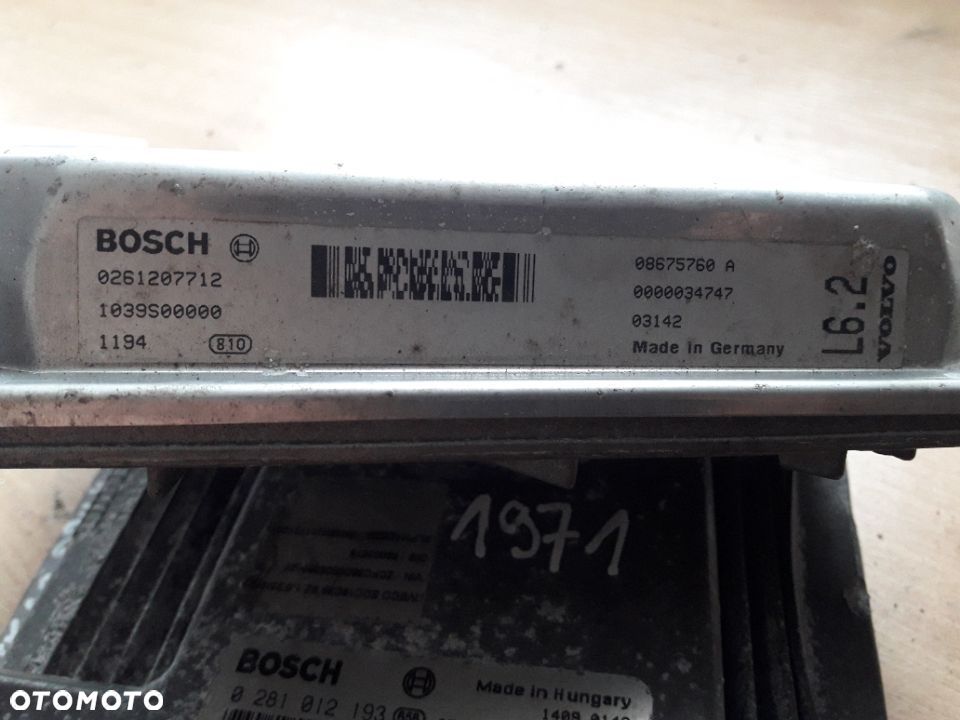 BOSCH
0261207712
1039S00000
1194 810
08675760 A
0000034747
03142
Made in Germany
L6.2
VOLVO
1971
BOSCH
0 281 012 193
Made in Hungary
OTOMOTO